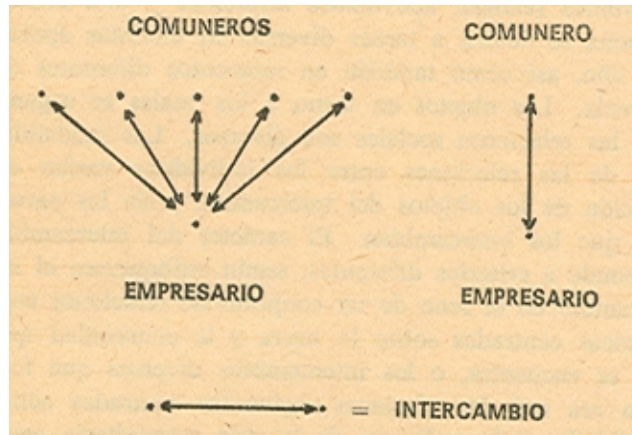 COMUNEROS
COMUNERO
EMPRESARIO
EMPRESARIO
= INTERCAMBIO